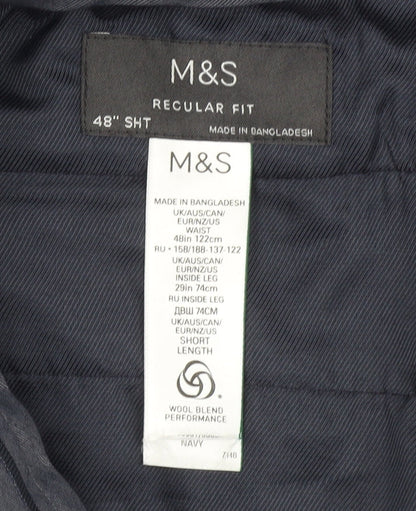 M&S
REGULAR FIT
48" SHT
MADE IN BANGLADESH
M&S
MADE IN BANGLADESH
UK/AUS/CAN/
EUR/NZ/US
WAIST
48in 122cm
RU - 158/188-137-122
UK/AUS/CAN/
EUR/NZ/US
INSIDE LEG
29in 74cm
RU INSIDE LEG
ДВШ 74CM
UK/AUS/CAN/
EUR/NZ/US
SHORT
LENGTH
WOOL BLEND
PERFORMANCE
NAVY